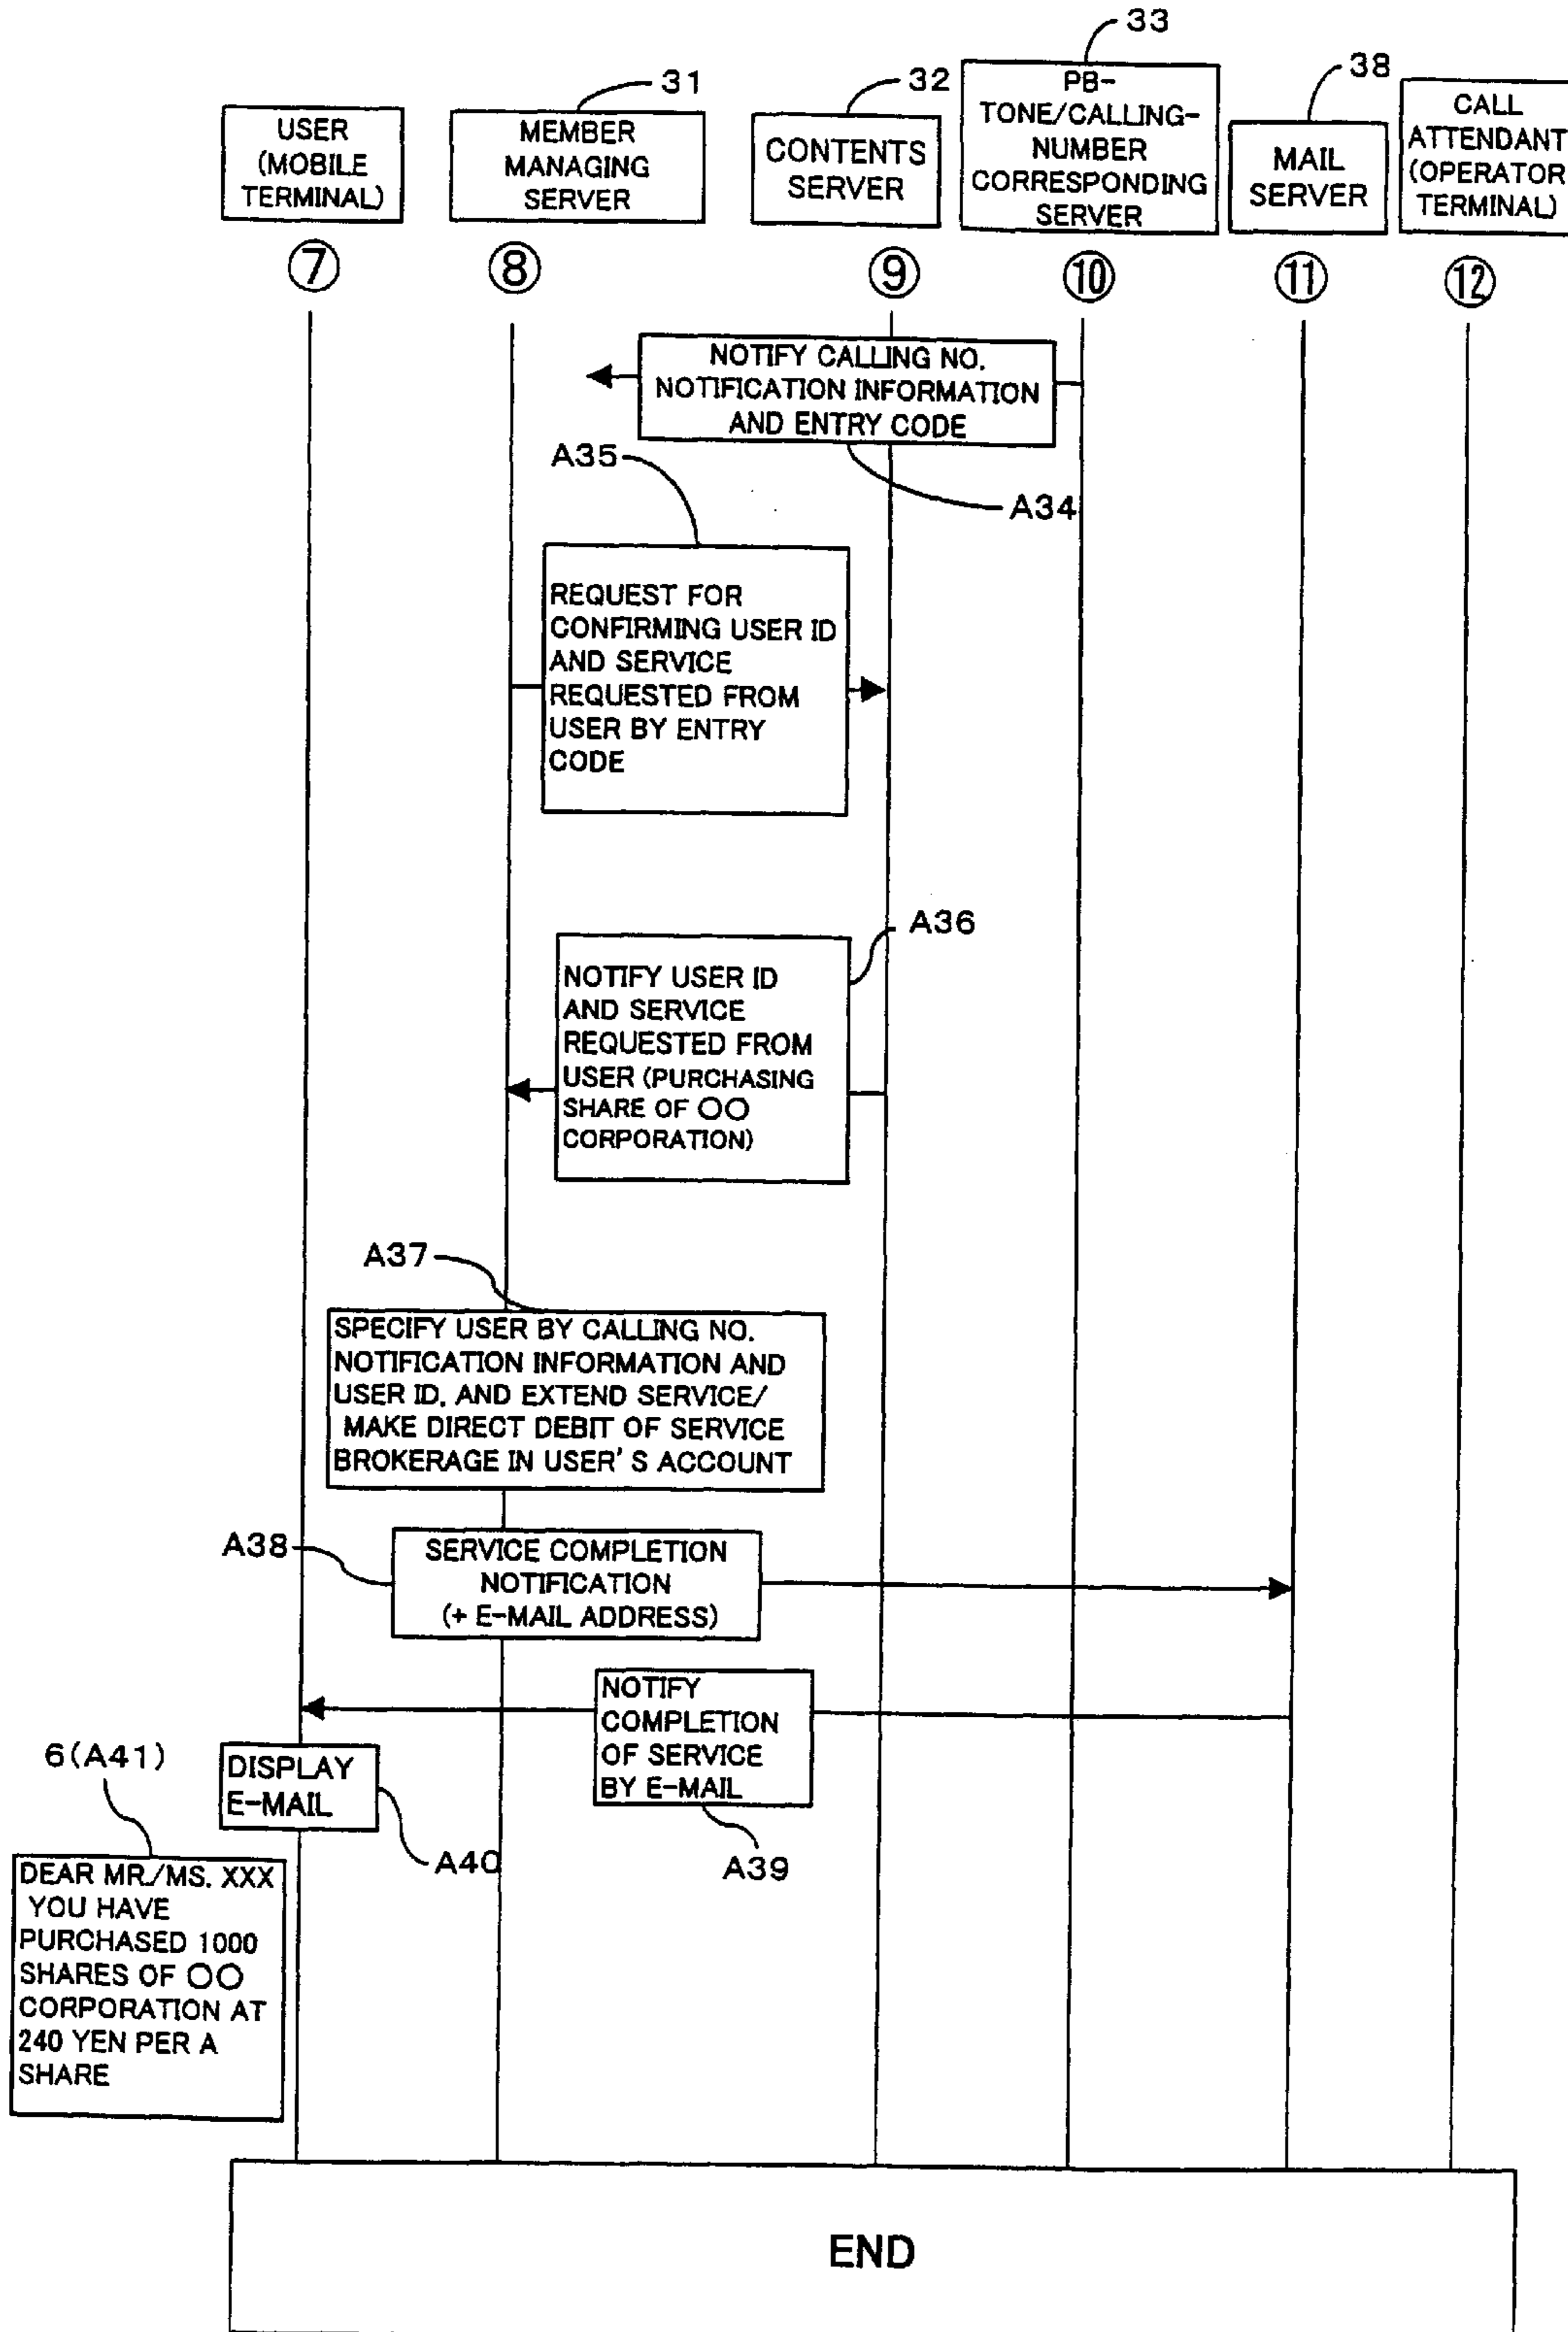 33
31
32
38
USER
(MOBILE
TERMINAL)
MEMBER
MANAGING
SERVER
CONTENTS
SERVER
PB-
TONE/CALLING-
NUMBER
CORRESPONDING
SERVER
MAIL
SERVER
CALL
ATTENDANT
(OPERATOR
TERMINAL)
⑦
⑧
⑨
⑩
⑪
⑫
NOTIFY CALLING NO.
NOTIFICATION INFORMATION
AND ENTRY CODE
A35
A34
REQUEST FOR
CONFIRMING USER ID
AND SERVICE
REQUESTED FROM
USER BY ENTRY
CODE
A36
NOTIFY USER ID
AND SERVICE
REQUESTED FROM
USER (PURCHASING
SHARE OF ○○
CORPORATION)
A37
SPECIFY USER BY CALLING NO.
NOTIFICATION INFORMATION AND
USER ID, AND EXTEND SERVICE/
MAKE DIRECT DEBIT OF SERVICE
BROKERAGE IN USER'S ACCOUNT
A38
SERVICE COMPLETION
NOTIFICATION
(+ E-MAIL ADDRESS)
NOTIFY
COMPLETION
OF SERVICE
BY E-MAIL
A39
6(A41)
DISPLAY
E-MAIL
A40
DEAR MR./MS. XXX
YOU HAVE
PURCHASED 1000
SHARES OF ○○
CORPORATION AT
240 YEN PER A
SHARE
END